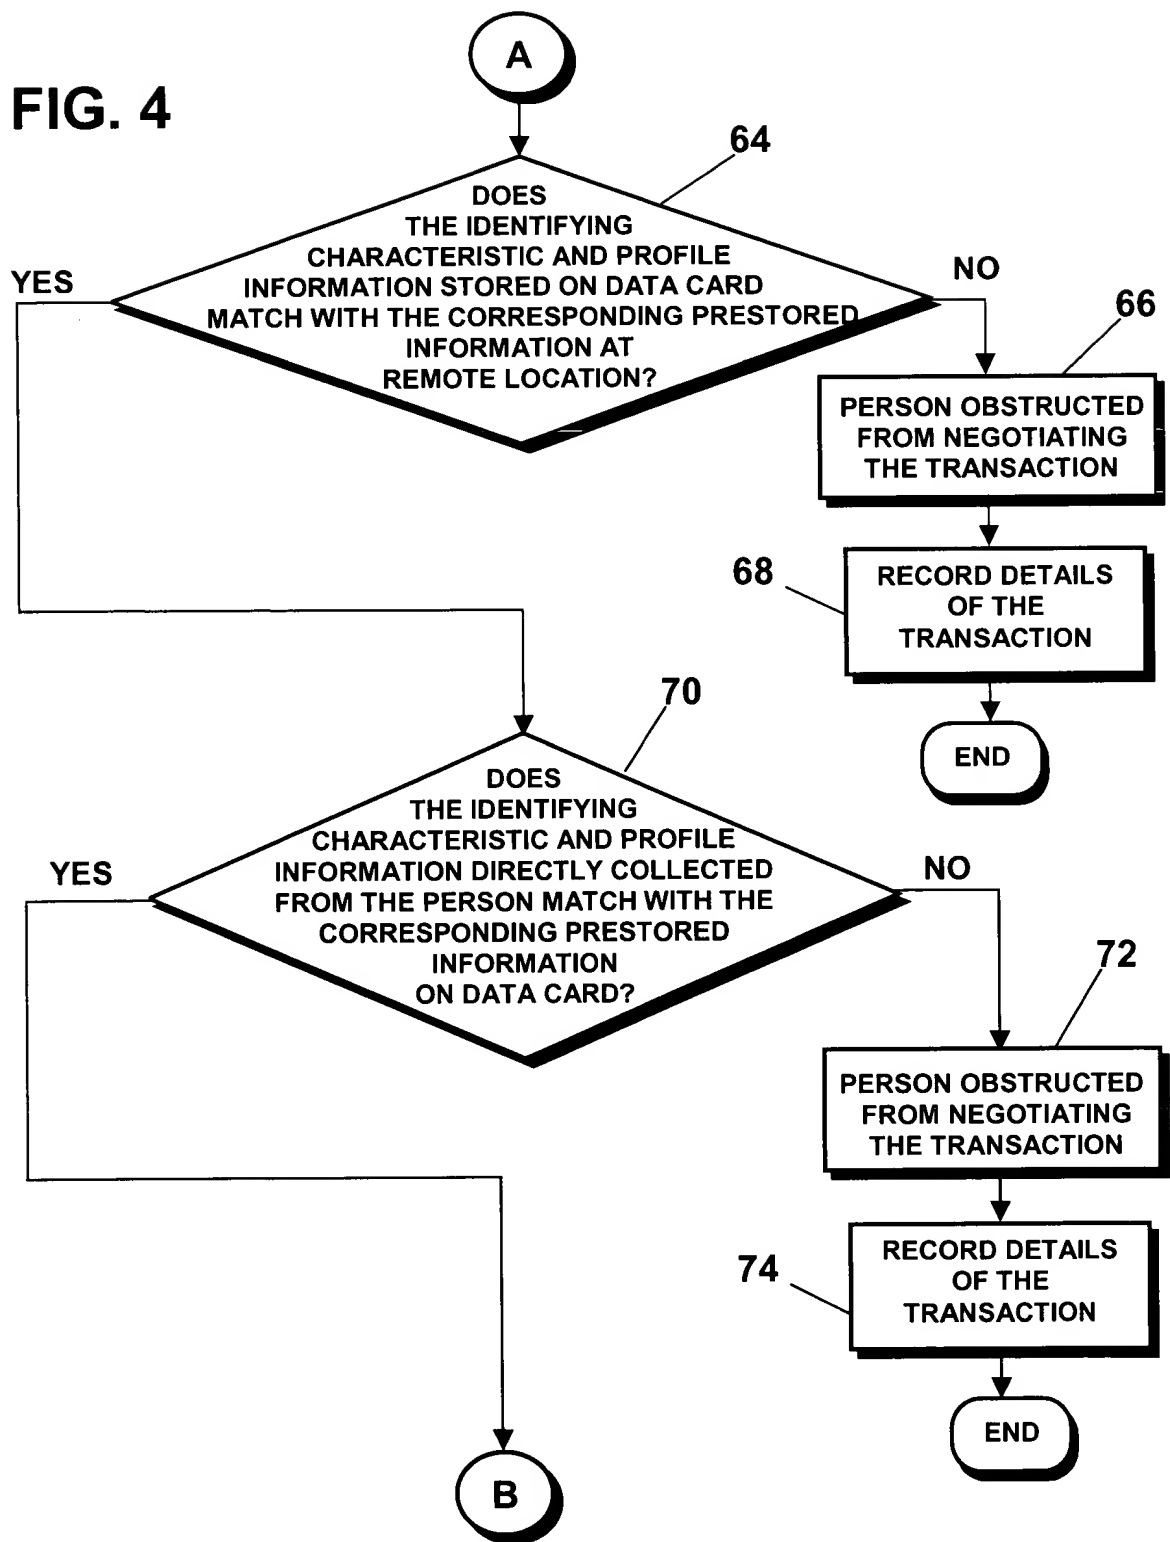 A
FIG. 4
64
DOES
THE IDENTIFYING
CHARACTERISTIC AND PROFILE
INFORMATION STORED ON DATA CARD
MATCH WITH THE CORRESPONDING PRESTORED
INFORMATION AT
REMOTE LOCATION?
YES
NO
66
PERSON OBSTRUCTED
FROM NEGOTIATING
THE TRANSACTION
68
RECORD DETAILS
OF THE
TRANSACTION
END
70
DOES
THE IDENTIFYING
CHARACTERISTIC AND PROFILE
INFORMATION DIRECTLY COLLECTED
FROM THE PERSON MATCH WITH THE
CORRESPONDING PRESTORED
INFORMATION
ON DATA CARD?
YES
NO
72
PERSON OBSTRUCTED
FROM NEGOTIATING
THE TRANSACTION
74
RECORD DETAILS
OF THE
TRANSACTION
END
B